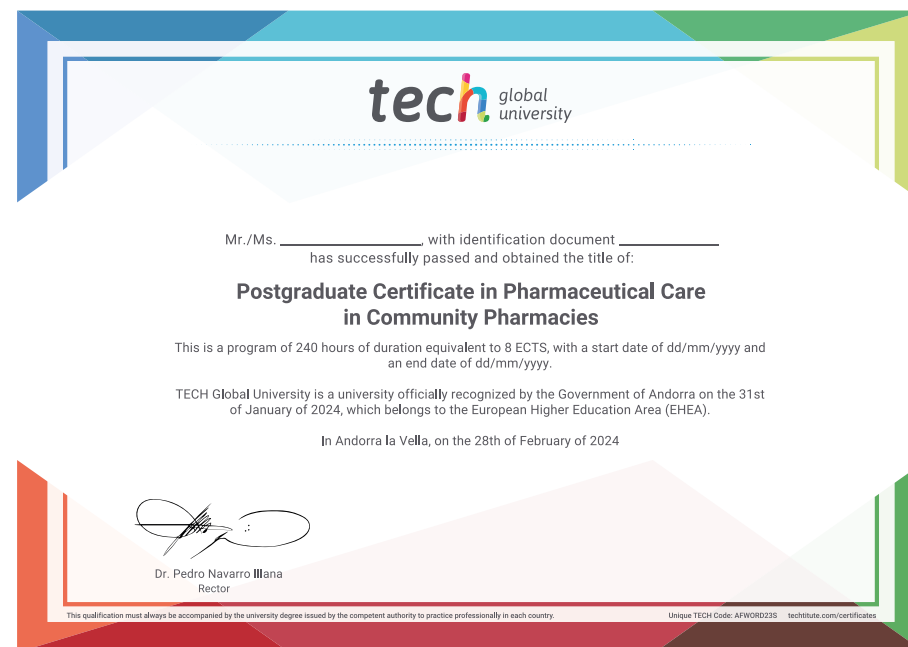 tech global
university
Mr./Ms. ____________________, with identification document ______________
has successfully passed and obtained the title of:
Postgraduate Certificate in Pharmaceutical Care
in Community Pharmacies
This is a program of 240 hours of duration equivalent to 8 ECTS, with a start date of dd/mm/yyyy and
an end date of dd/mm/yyyy.
TECH Global University is a university officially recognized by the Government of Andorra on the 31st
of January of 2024, which belongs to the European Higher Education Area (EHEA).
In Andorra la Vella, on the 28th of February of 2024
Dr. Pedro Navarro Illana
Rector
This qualification must always be accompanied by the university degree issued by the competent authority to practice professionally in each country. Unique TECH Code: AFWORD23S techtitute.com/certificates